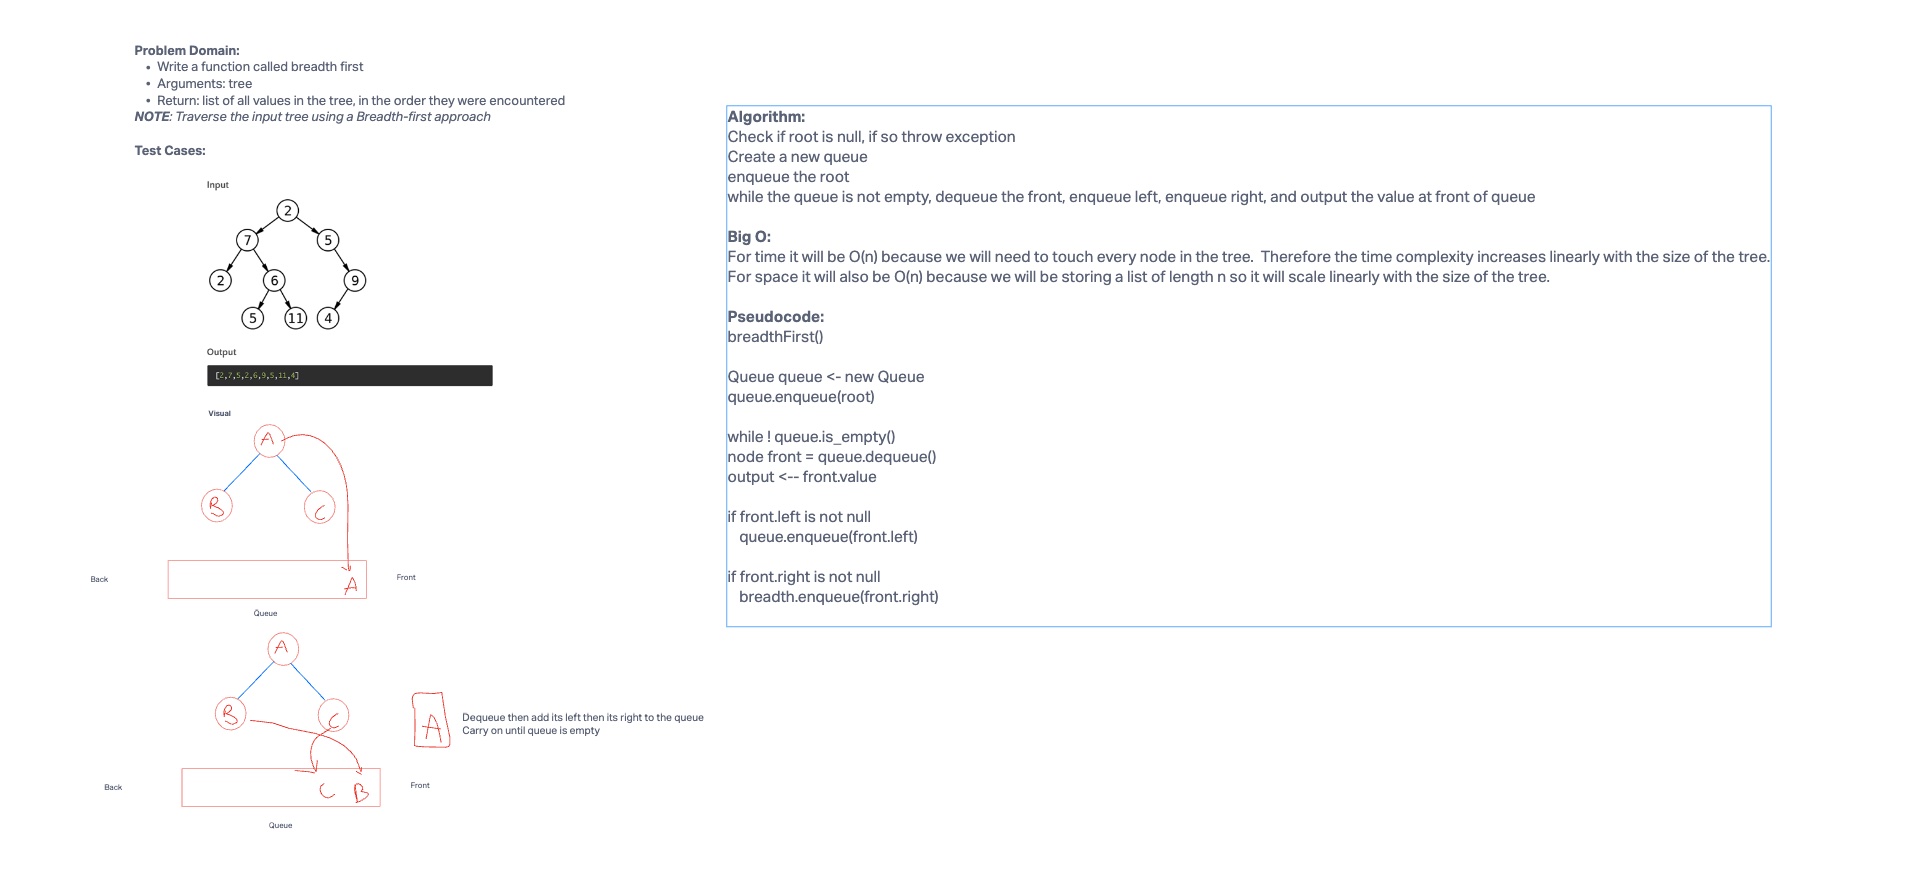 Problem Domain:
• Write a function called breadth first
• Arguments: tree
• Return: list of all values in the tree, in the order they were encountered
NOTE: Traverse the input tree using a Breadth-first approach
Test Cases:
Input
2
7 5
2 6 9
5 11 4
Output
[2,7,5,2,6,9,5,11,4]
Visual
A
B C
Back A Front
Queue
A
B C
A
Dequeue then add its left then its right to the queue
Carry on until queue is empty
Back C B Front
Queue
Algorithm:
Check if root is null, if so throw exception
Create a new queue
enqueue the root
while the queue is not empty, dequeue the front, enqueue left, enqueue right, and output the value at front of queue
Big O:
For time it will be O(n) because we will need to touch every node in the tree.  Therefore the time complexity increases linearly with the size of the tree.
For space it will also be O(n) because we will be storing a list of length n so it will scale linearly with the size of the tree.
Pseudocode:
breadthFirst()
Queue queue <- new Queue
queue.enqueue(root)
while ! queue.is_empty()
node front = queue.dequeue()
output <-- front.value
if front.left is not null
queue.enqueue(front.left)
if front.right is not null
breadth.enqueue(front.right)